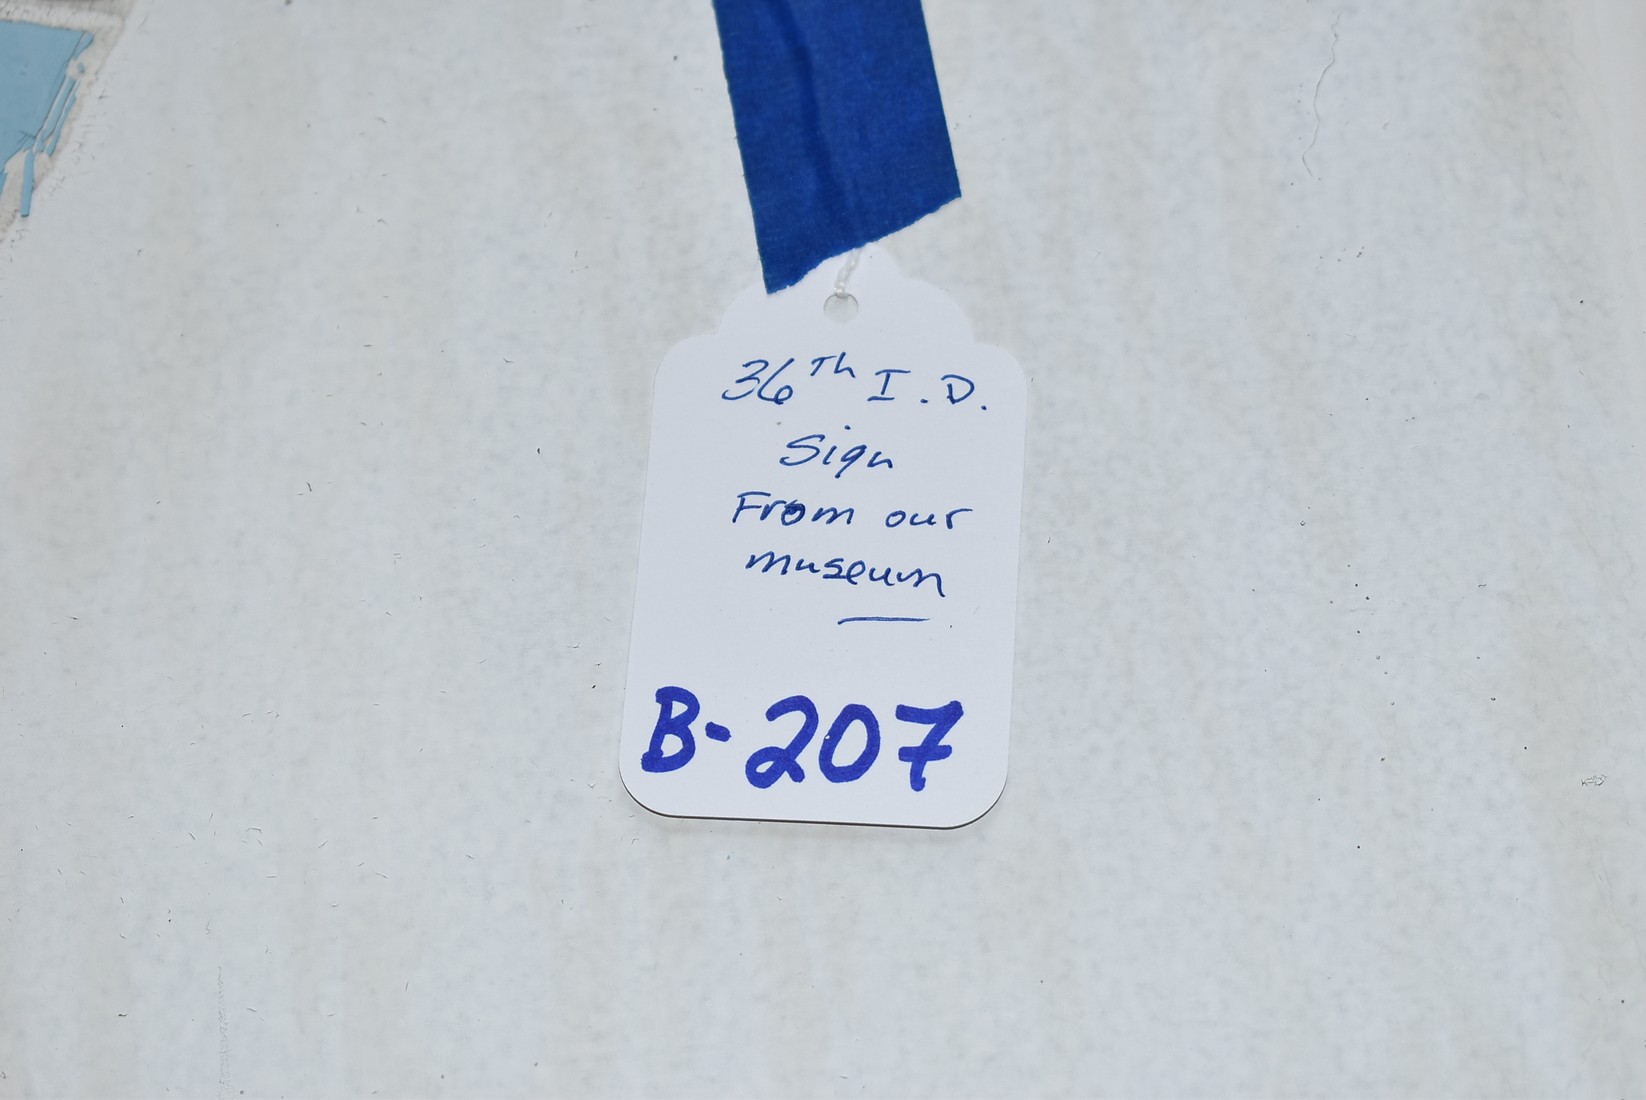 36Th I.D.
Sign
From our
museum
B-207